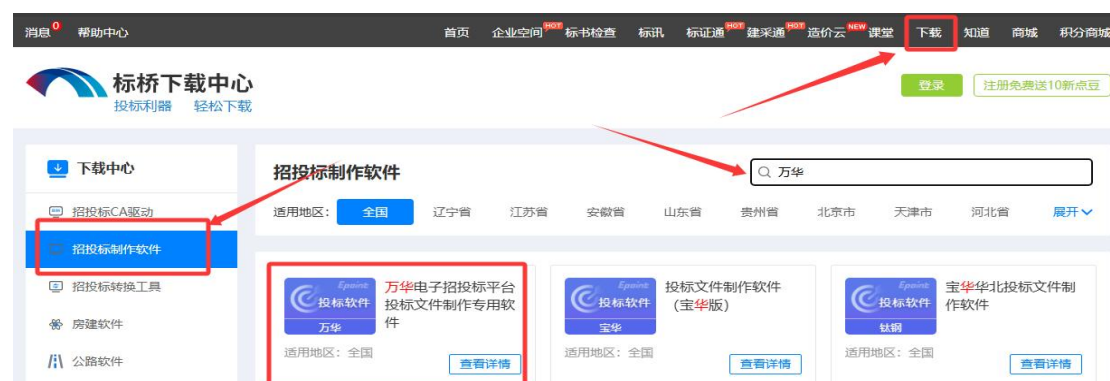 消息 0 帮助中心 首页 企业空间 HOT 标书检查 标讯 标证通 HOT 建采通 HOT 造价云 NEW 课堂 下载 知道 商城 积分商城
标桥下载中心
投标利器 轻松下载
登录 注册免费送10新点豆
下载中心
招投标CA驱动
招投标制作软件
招投标转换工具
房建软件
公路软件
招投标制作软件 万华
适用地区： 全国 辽宁省 江苏省 安徽省 山东省 贵州省 北京市 天津市 河北省 展开
Epoint
投标软件
万华
万华电子招投标平台
投标文件制作专用软
件
适用地区：全国
查看详情
Epoint
投标软件
宝华
投标文件制作软件
（宝华版）
适用地区：全国
查看详情
Epoint
投标软件
钛钢
宝华华北投标文件制
作软件
适用地区：全国
查看详情